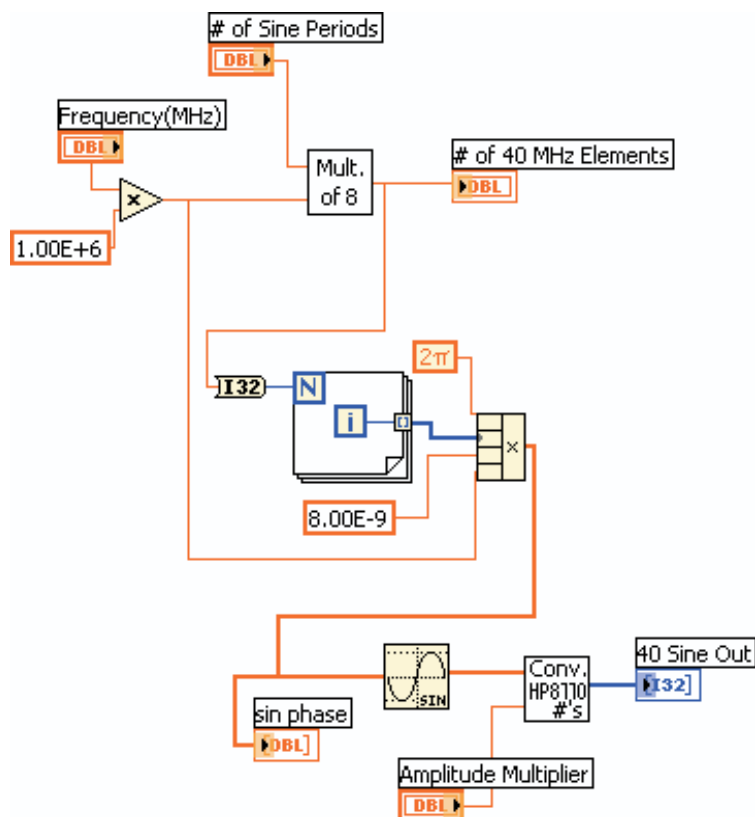 # of Sine Periods
DBL
Frequency(MHz)
DBL
# of 40 MHz Elements
Mult.
of 8
DBL
×
1.00E+6
2π
I32
N
i
×
8.00E-9
40 Sine Out
Conv.
HP8770
#'s
[I32]
SIN
sin phase
[DBL]
Amplitude Multiplier
DBL